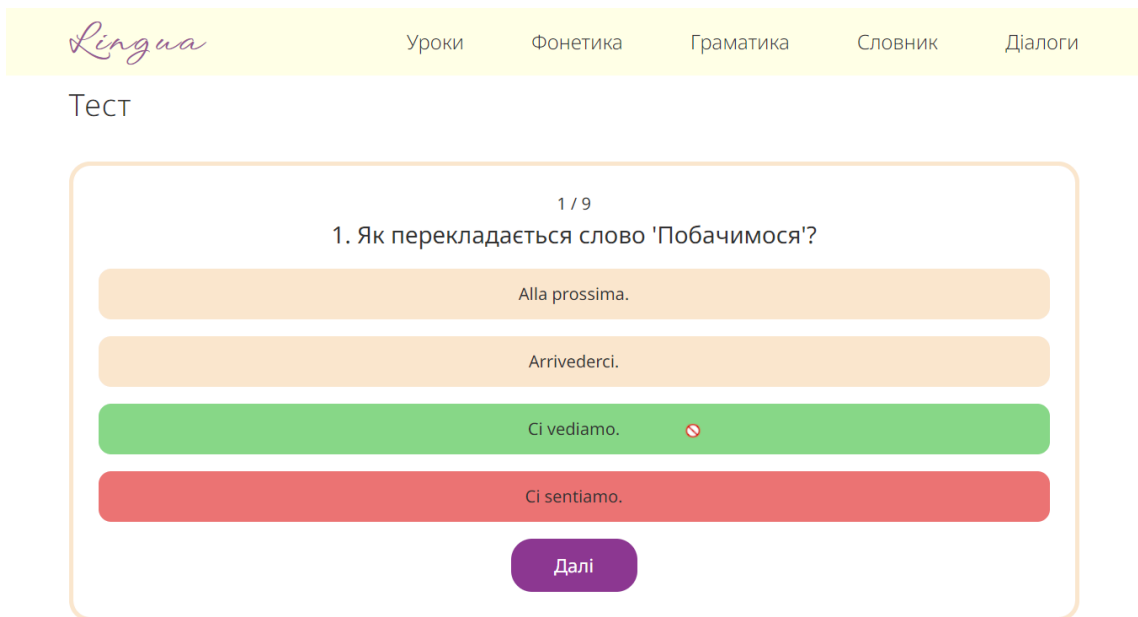 Lingua
Уроки Фонетика Граматика Словник Діалоги
Тест
1 / 9
1. Як перекладається слово 'Побачимося'?
Alla prossima.
Arrivederci.
Ci vediamo.
Ci sentiamo.
Далі